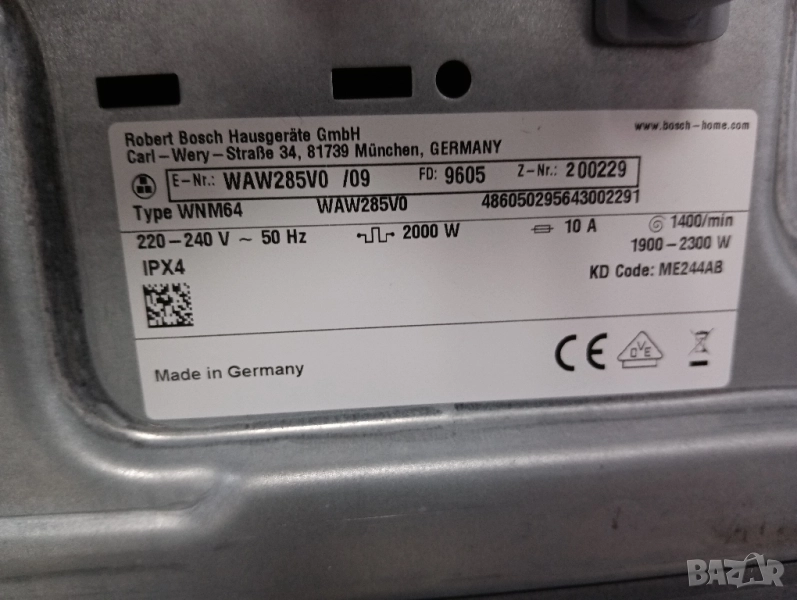 Robert Bosch Hausgeräte GmbH
Carl-Wery-Straße 34, 81739 München, GERMANY
www.bosch-home.com
E-Nr.: WAW285V0 /09 FD: 9605 Z-Nr.: 200229
Type WNM64 WAW285V0 486050295643002291
220-240 V ~ 50 Hz 2000 W 10 A 1400/min
1900-2300 W
IPX4 KD Code: ME244AB
Made in Germany CE OVE
BAZAR